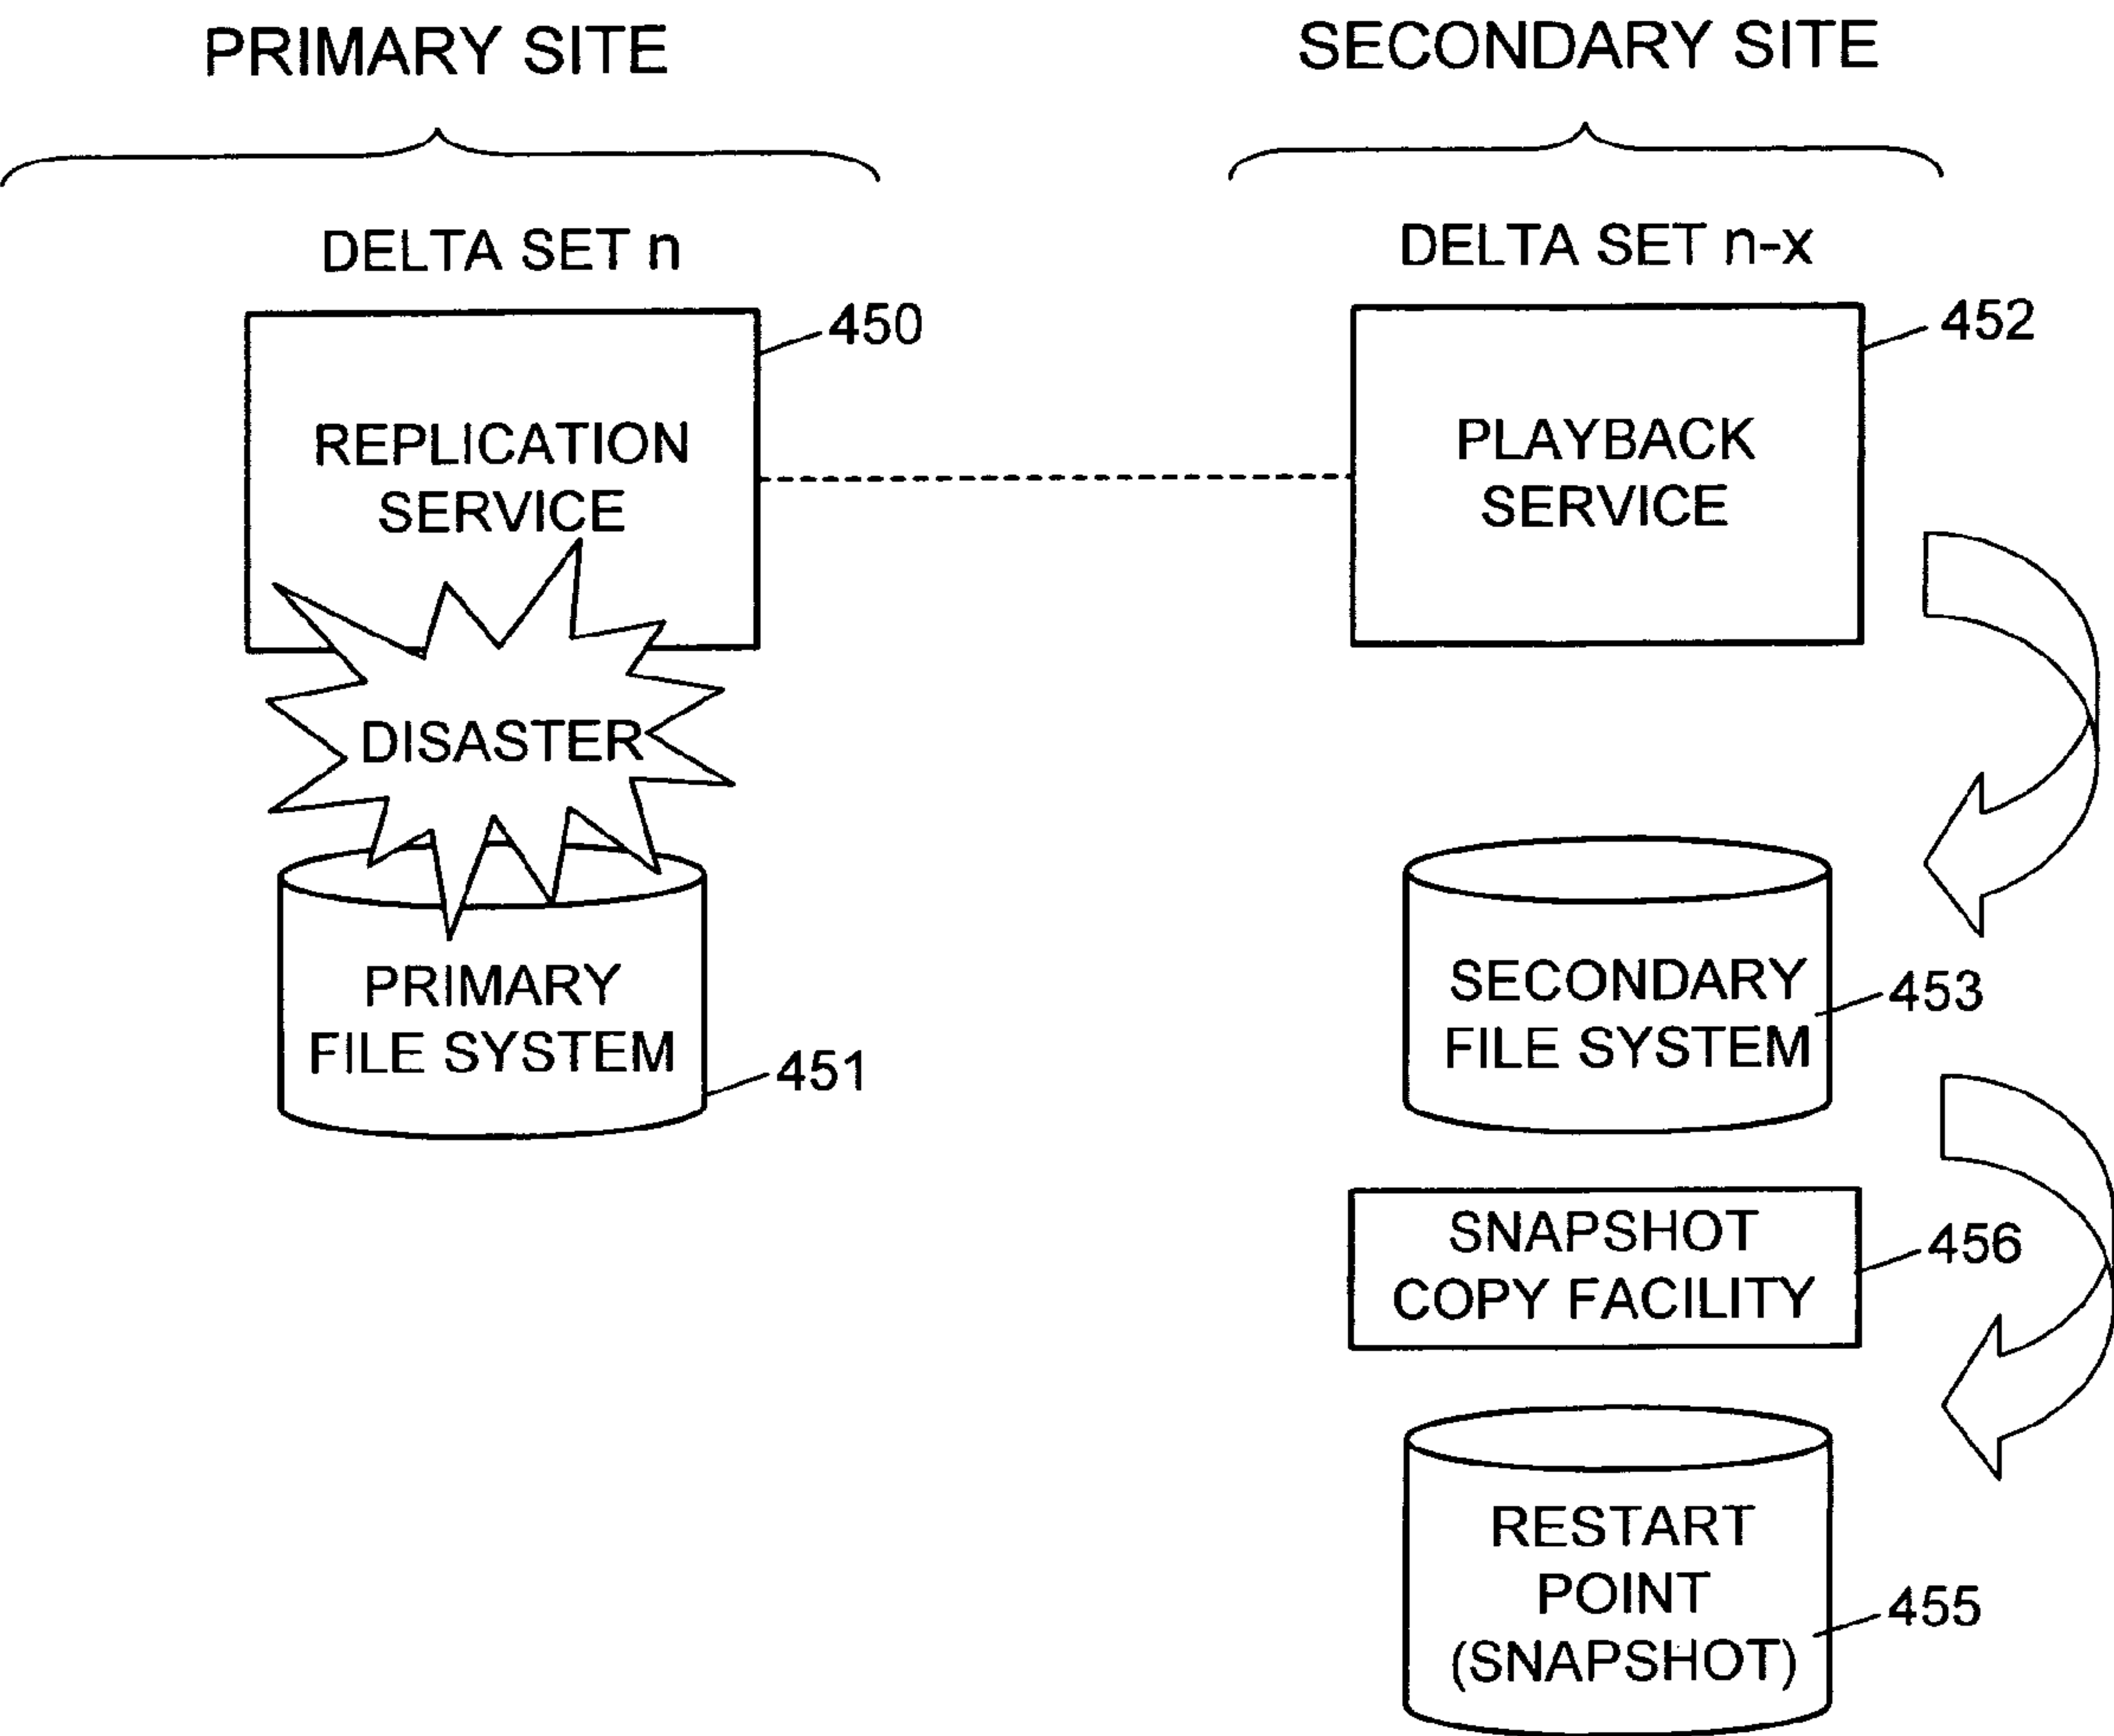 PRIMARY SITE
SECONDARY SITE
DELTA SET n
DELTA SET n-x
450
452
REPLICATION
SERVICE
PLAYBACK
SERVICE
DISASTER
PRIMARY
FILE SYSTEM
451
SECONDARY
FILE SYSTEM
453
SNAPSHOT
COPY FACILITY
456
RESTART
POINT
(SNAPSHOT)
455